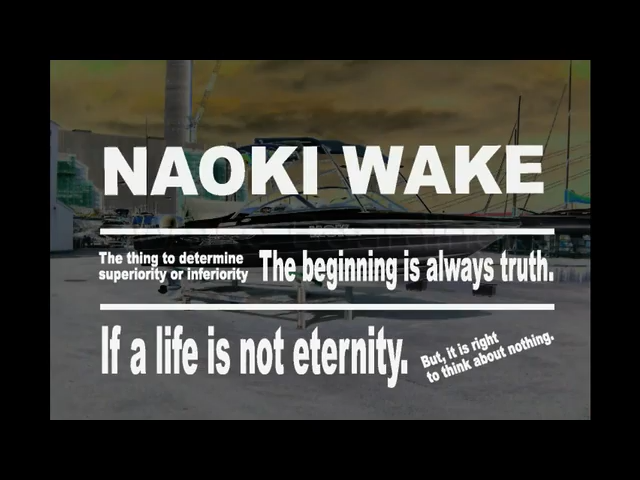 NAOKI WAKE
The thing to determine
superiority or inferiority
The beginning is always truth.
If a life is not eternity.
But, it is right
to think about nothing.